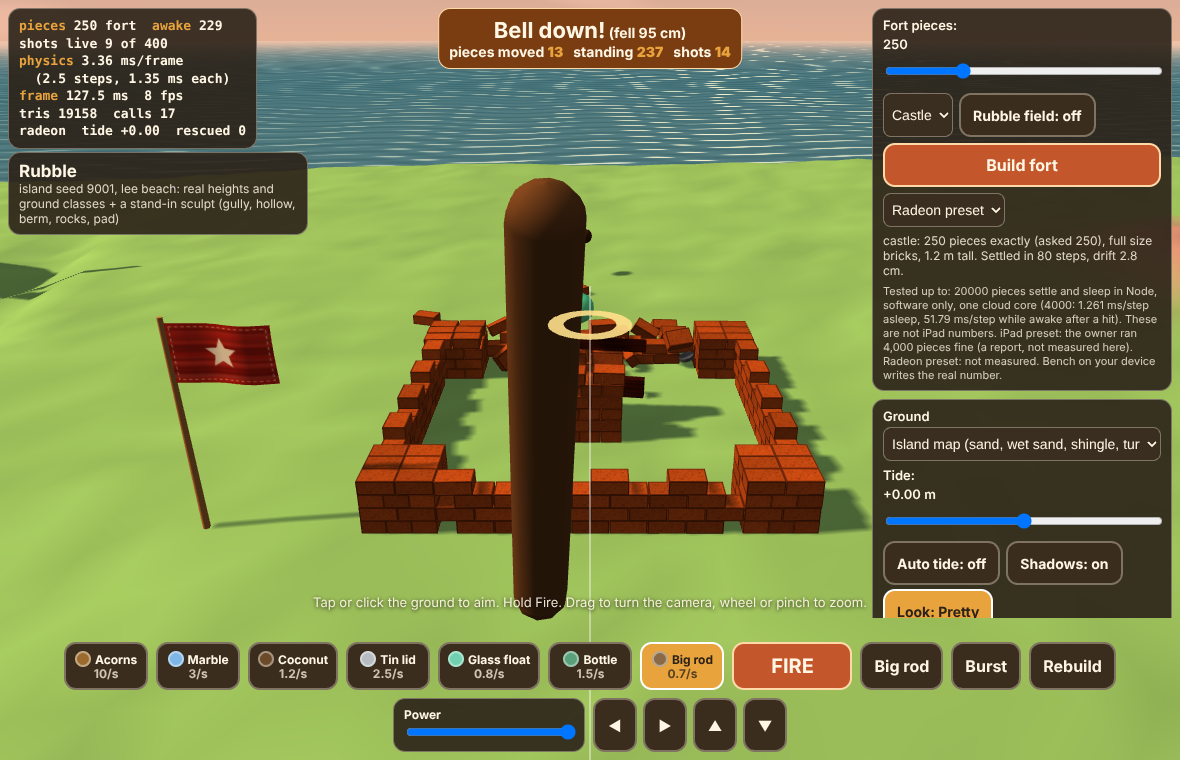 pieces 250 fort awake 229
shots live 9 of 400
physics 3.36 ms/frame
(2.5 steps, 1.35 ms each)
frame 127.5 ms 8 fps
tris 19158 calls 17
radeon tide +0.00 rescued 0
Rubble
island seed 9001, lee beach: real heights and
ground classes + a stand-in sculpt (gully, hollow,
berm, rocks, pad)
Bell down! (fell 95 cm)
pieces moved 13 standing 237 shots 14
Fort pieces:
250
Castle
Rubble field: off
Build fort
Radeon preset
castle: 250 pieces exactly (asked 250), full size
bricks, 1.2 m tall. Settled in 80 steps, drift 2.8
cm.
Tested up to: 20000 pieces settle and sleep in Node,
software only, one cloud core (4000: 1.261 ms/step
asleep, 51.79 ms/step while awake after a hit). These
are not iPad numbers. iPad preset: the owner ran
4,000 pieces fine (a report, not measured here).
Radeon preset: not measured. Bench on your device
writes the real number.
Ground
Island map (sand, wet sand, shingle, tur
Tide:
+0.00 m
Auto tide: off
Shadows: on
Look: Pretty
Tap or click the ground to aim. Hold Fire. Drag to turn the camera, wheel or pinch to zoom.
Acorns
10/s
Marble
3/s
Coconut
1.2/s
Tin lid
2.5/s
Glass float
0.8/s
Bottle
1.5/s
Big rod
0.7/s
FIRE
Big rod
Burst
Rebuild
Power